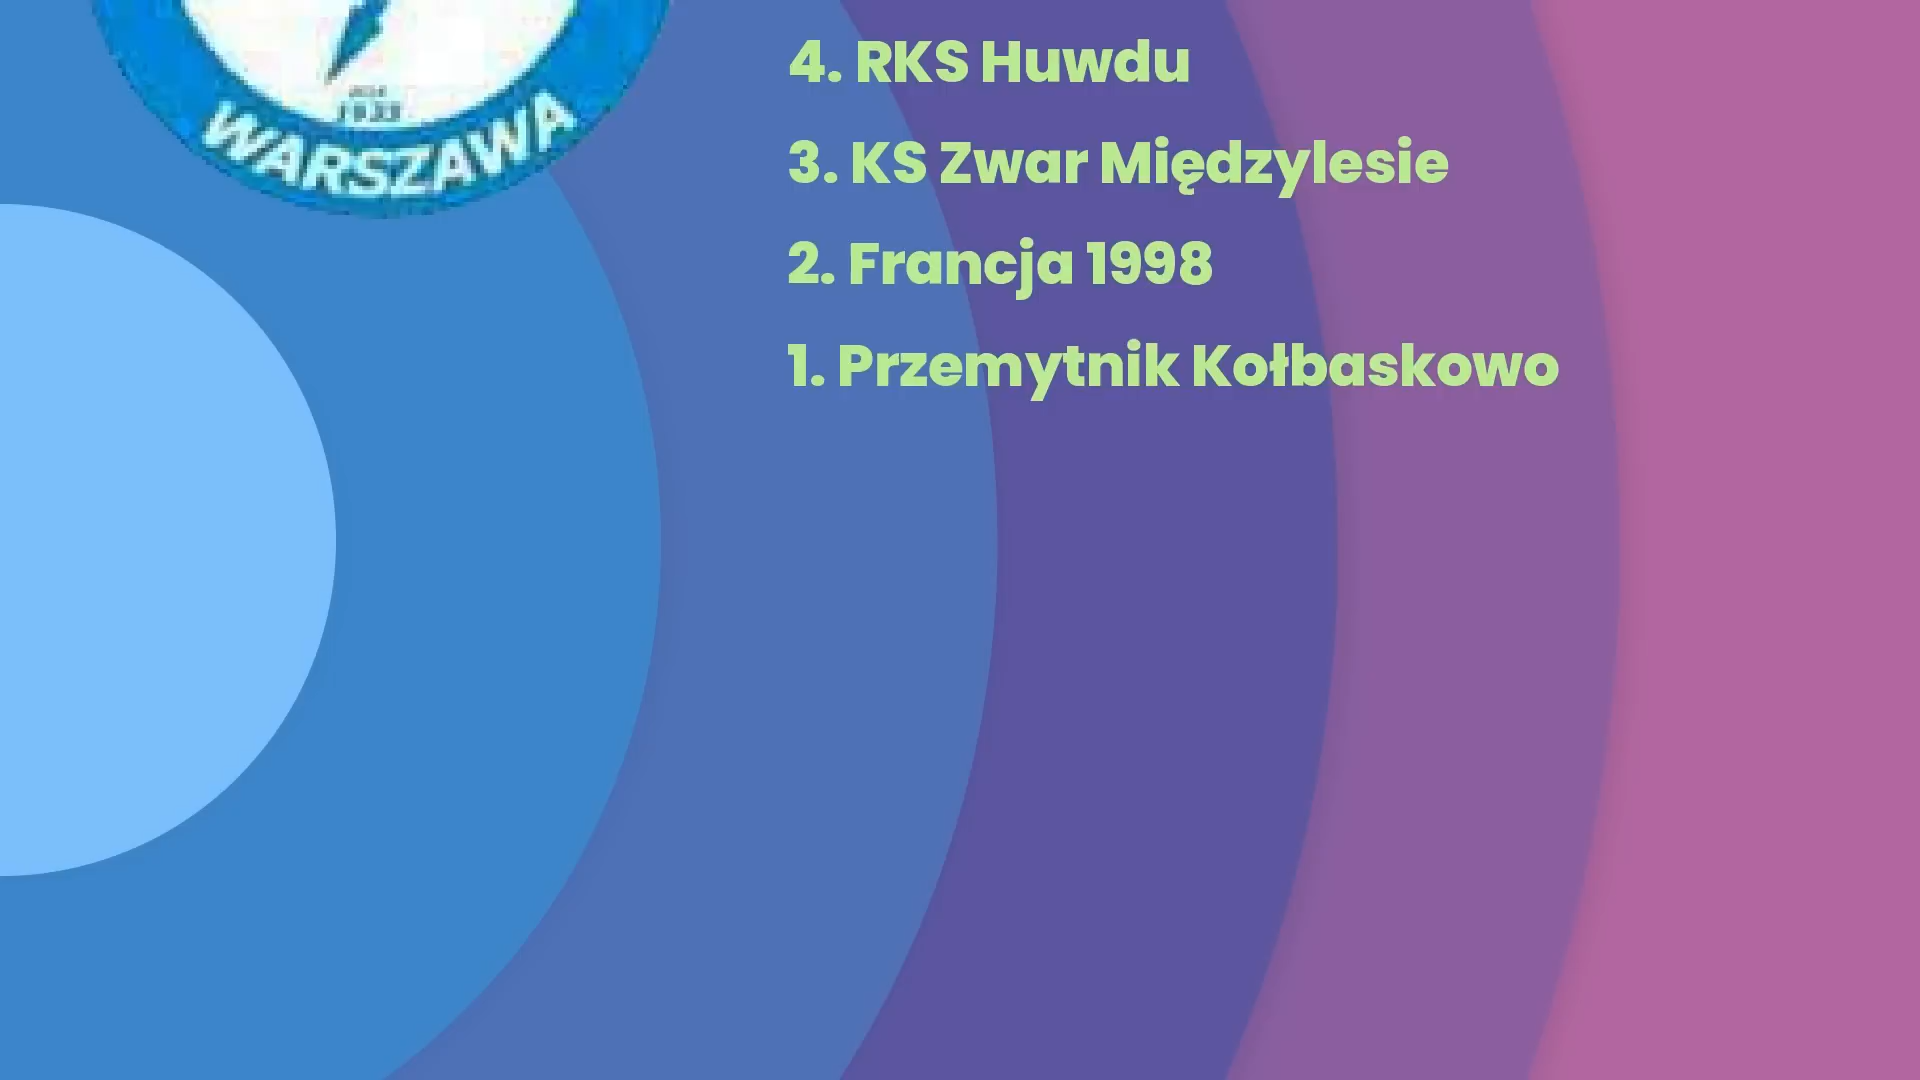 WARSZAWA
4. RKS Huwdu
3. KS Zwar Międzylesie
2. Francja 1998
1. Przemytnik Kołbaskowo